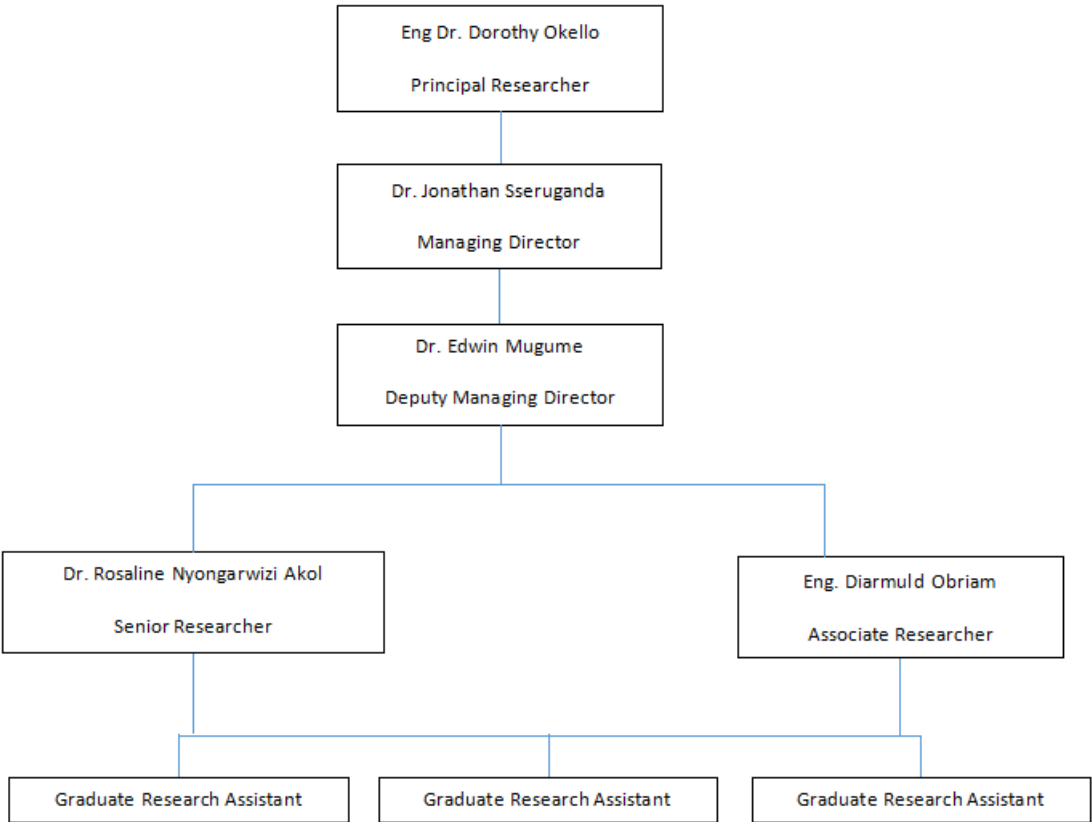 Eng Dr. Dorothy Okello
Principal Researcher
Dr. Jonathan Sseruganda
Managing Director
Dr. Edwin Mugume
Deputy Managing Director
Dr. Rosaline Nyongarwizi Akol
Senior Researcher
Eng. Diarmuld Obriam
Associate Researcher
Graduate Research Assistant
Graduate Research Assistant
Graduate Research Assistant